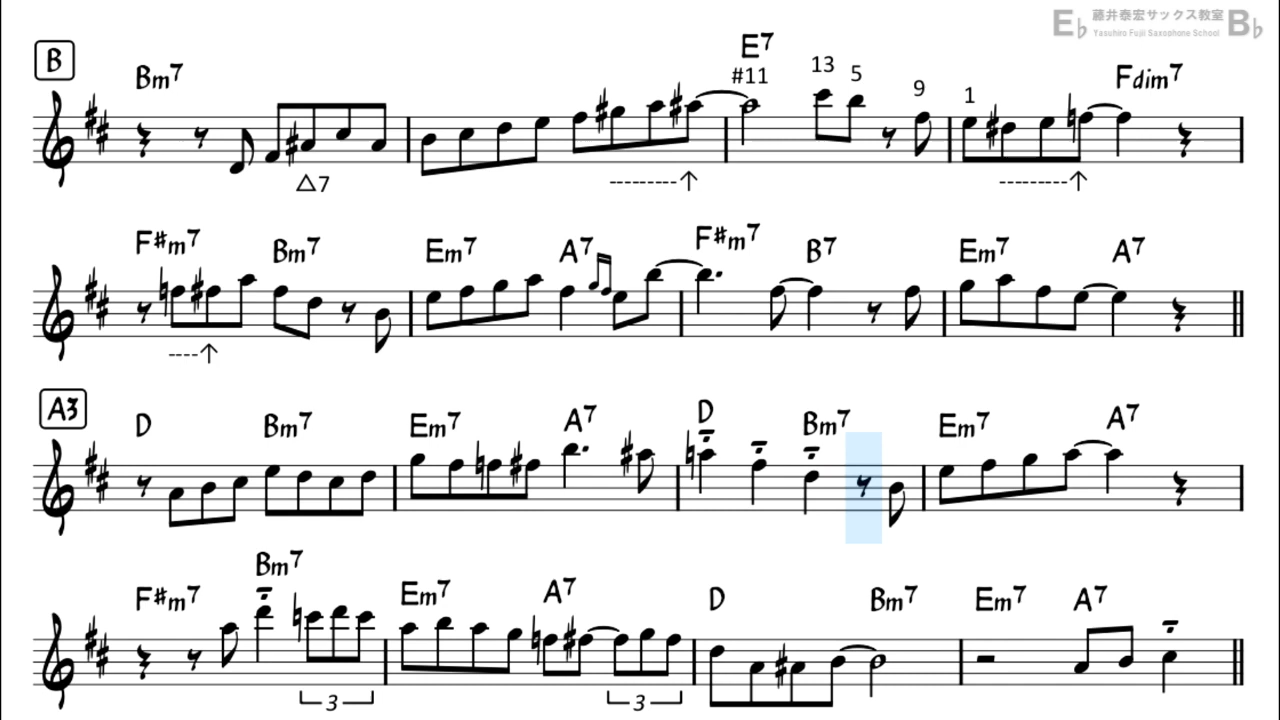 E♭ 藤井泰宏サックス教室 B♭
Yasuhiro Fujii Saxophone School
B
Bm7 E7 Fdim7
#11 13 5 9 1
△7
F#m7 Bm7 Em7 A7 F#m7 B7 Em7 A7
A3
D Bm7 Em7 A7 D Bm7 Em7 A7
F#m7 Bm7 Em7 A7 D Bm7 Em7 A7
3 3